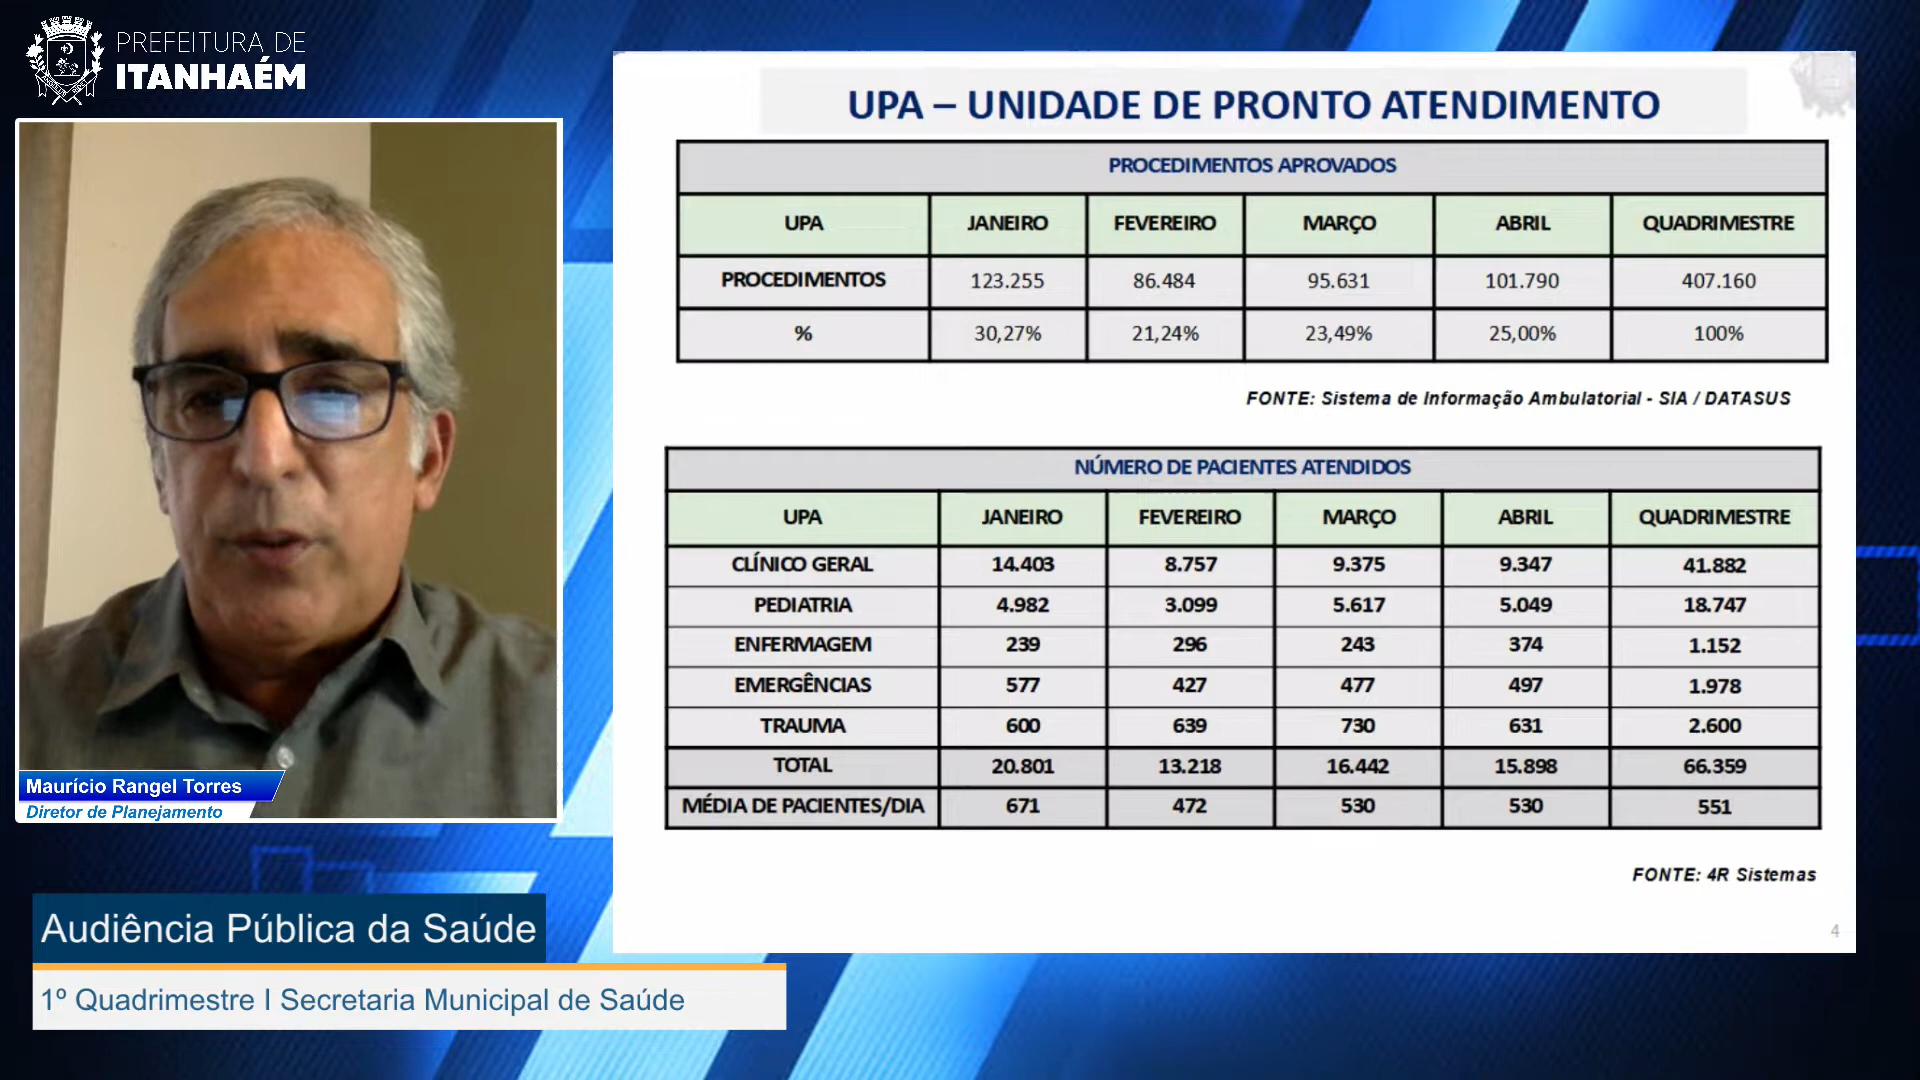 PREFEITURA DE
ITANHAÉM
UPA – UNIDADE DE PRONTO ATENDIMENTO
PROCEDIMENTOS APROVADOS
UPA JANEIRO FEVEREIRO MARÇO ABRIL QUADRIMESTRE
PROCEDIMENTOS 123.255 86.484 95.631 101.790 407.160
% 30,27% 21,24% 23,49% 25,00% 100%
FONTE: Sistema de Informação Ambulatorial - SIA / DATASUS
NÚMERO DE PACIENTES ATENDIDOS
UPA JANEIRO FEVEREIRO MARÇO ABRIL QUADRIMESTRE
CLÍNICO GERAL 14.403 8.757 9.375 9.347 41.882
PEDIATRIA 4.982 3.099 5.617 5.049 18.747
ENFERMAGEM 239 296 243 374 1.152
EMERGÊNCIAS 577 427 477 497 1.978
TRAUMA 600 639 730 631 2.600
TOTAL 20.801 13.218 16.442 15.898 66.359
MÉDIA DE PACIENTES/DIA 671 472 530 530 551
FONTE: 4R Sistemas
4
Maurício Rangel Torres
Diretor de Planejamento
Audiência Pública da Saúde
1º Quadrimestre I Secretaria Municipal de Saúde